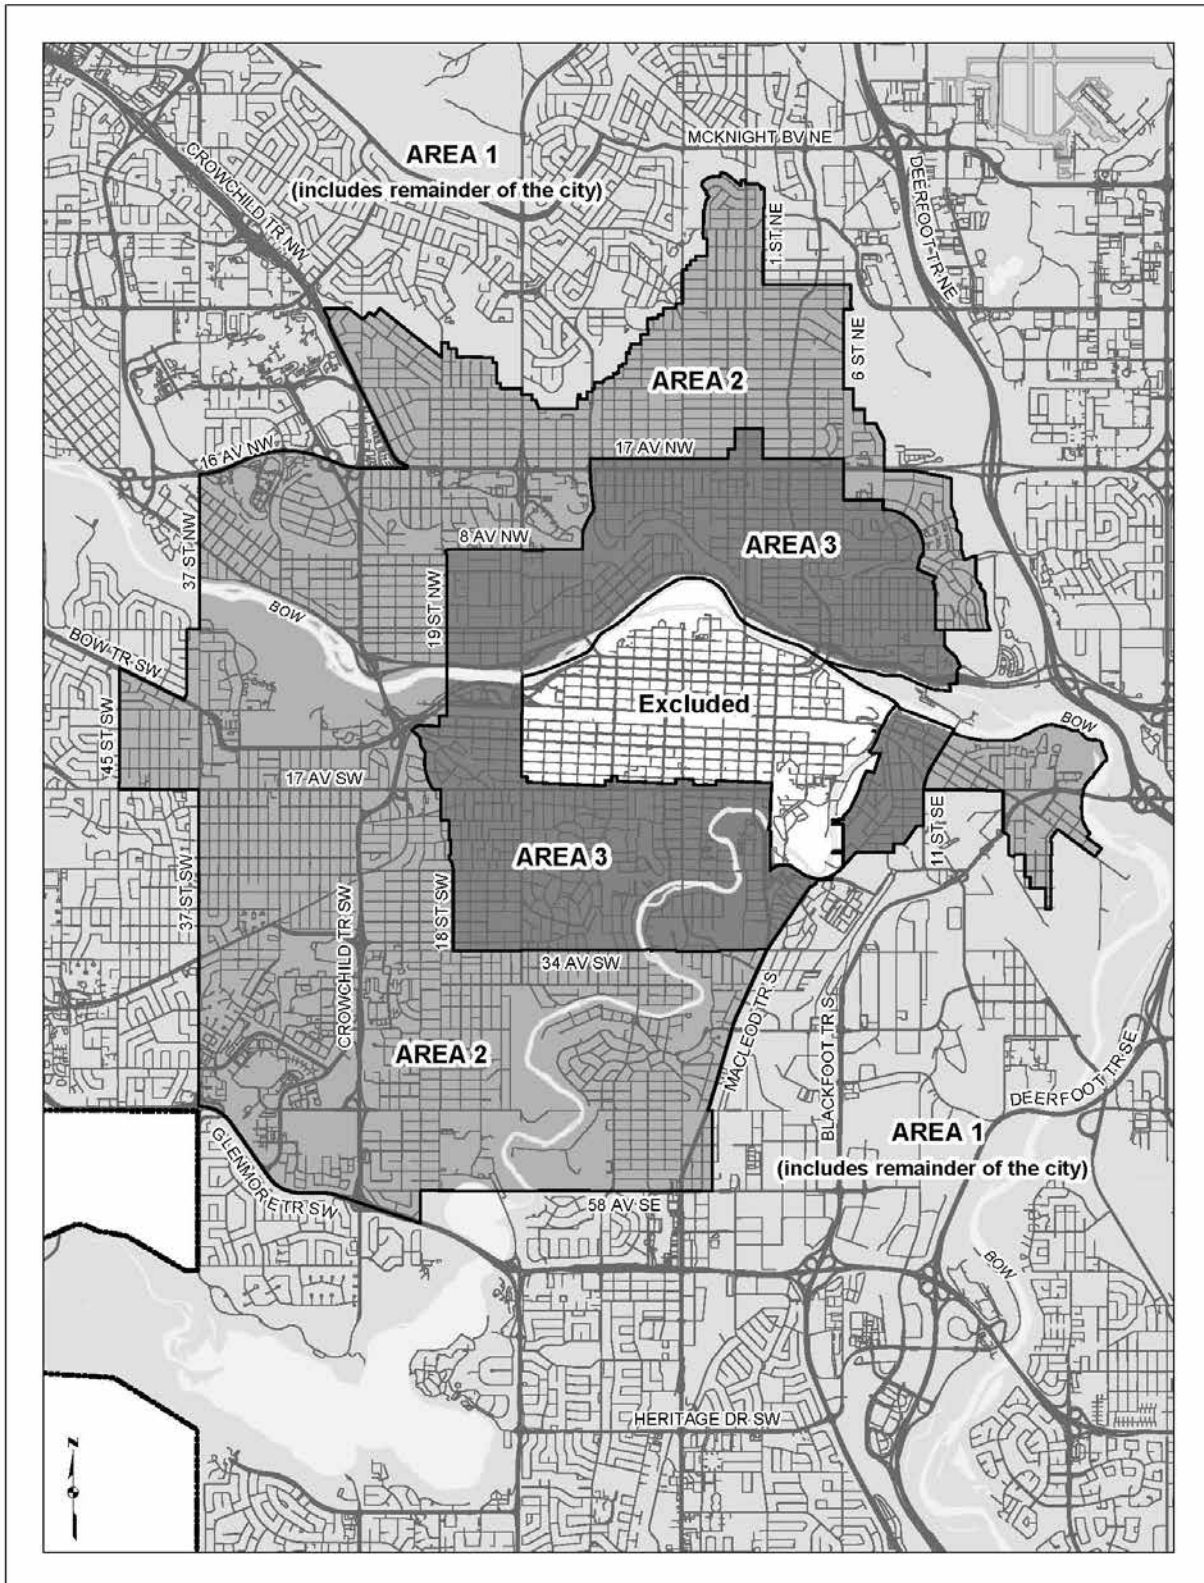 MCKNIGHT BV NE
AREA 1
(includes remainder of the city)
CROWCHILD TR NW
DEERFOOT TR NE
1 ST NE
6 ST NE
AREA 2
17 AV NW
16 AV NW
8 AV NW
AREA 3
37 ST NW
19 ST NW
BOW
BOW TR SW
Excluded
BOW
45 ST SW
17 AV SW
11 ST SE
AREA 3
37 ST SW
18 ST SW
CROWCHILD TR SW
34 AV SW
MACLEOD TR S
BLACKFOOT TR S
AREA 2
DEERFOOT TR SE
AREA 1
(includes remainder of the city)
GLENMORE TR SW
58 AV SE
BOW
HERITAGE DR SW
N